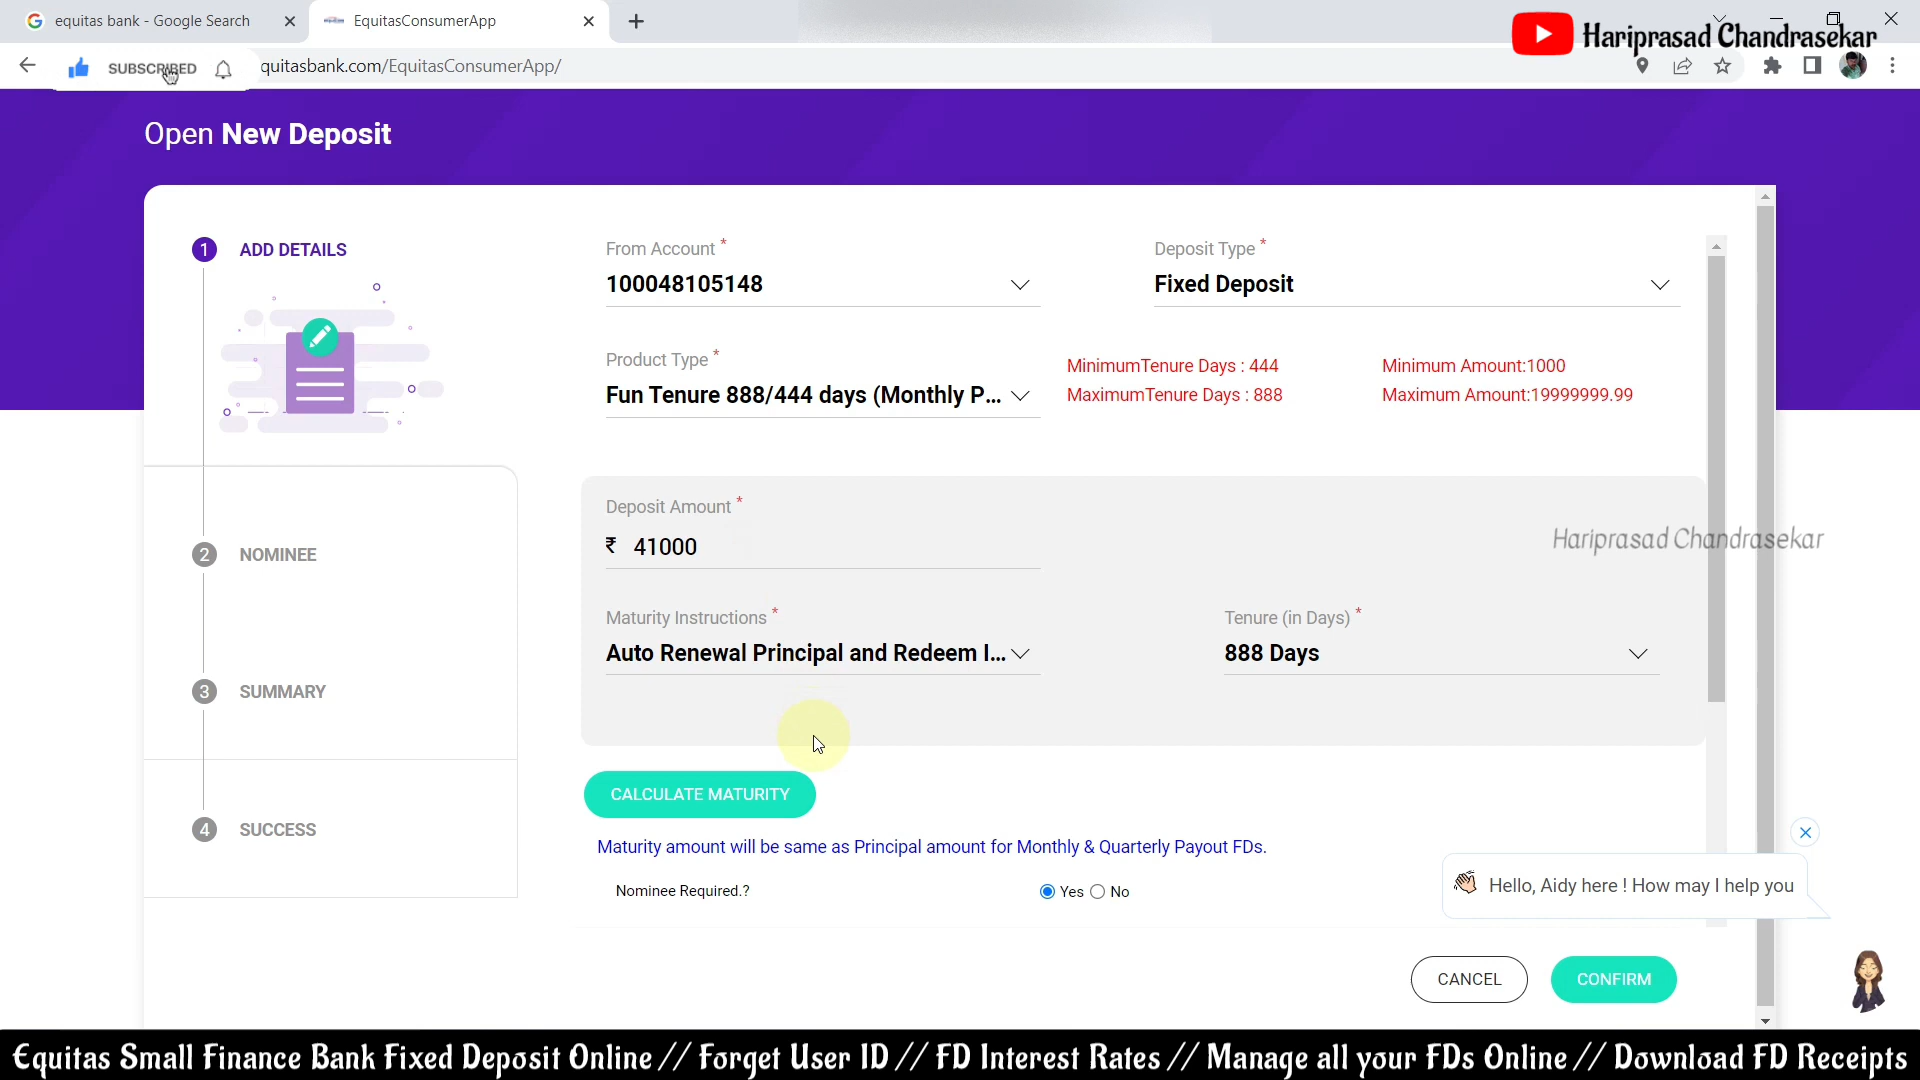 equitas bank - Google Search
EquitasConsumerApp
Hariprasad Chandrasekar
SUBSCRIBED
quitasbank.com/EquitasConsumerApp/
Open New Deposit
1 ADD DETAILS
From Account *
100048105148
Deposit Type *
Fixed Deposit
Product Type *
Fun Tenure 888/444 days (Monthly P...
MinimumTenure Days : 444
MaximumTenure Days : 888
Minimum Amount:1000
Maximum Amount:19999999.99
Deposit Amount *
₹ 41000
Hariprasad Chandrasekar
2 NOMINEE
Maturity Instructions *
Auto Renewal Principal and Redeem I...
Tenure (in Days) *
888 Days
3 SUMMARY
CALCULATE MATURITY
4 SUCCESS
Maturity amount will be same as Principal amount for Monthly & Quarterly Payout FDs.
Nominee Required.?
Yes No
Hello, Aidy here ! How may I help you
CANCEL
CONFIRM
Equitas Small Finance Bank Fixed Deposit Online // Forget User ID // FD Interest Rates // Manage all your FDs Online // Download FD Receipts